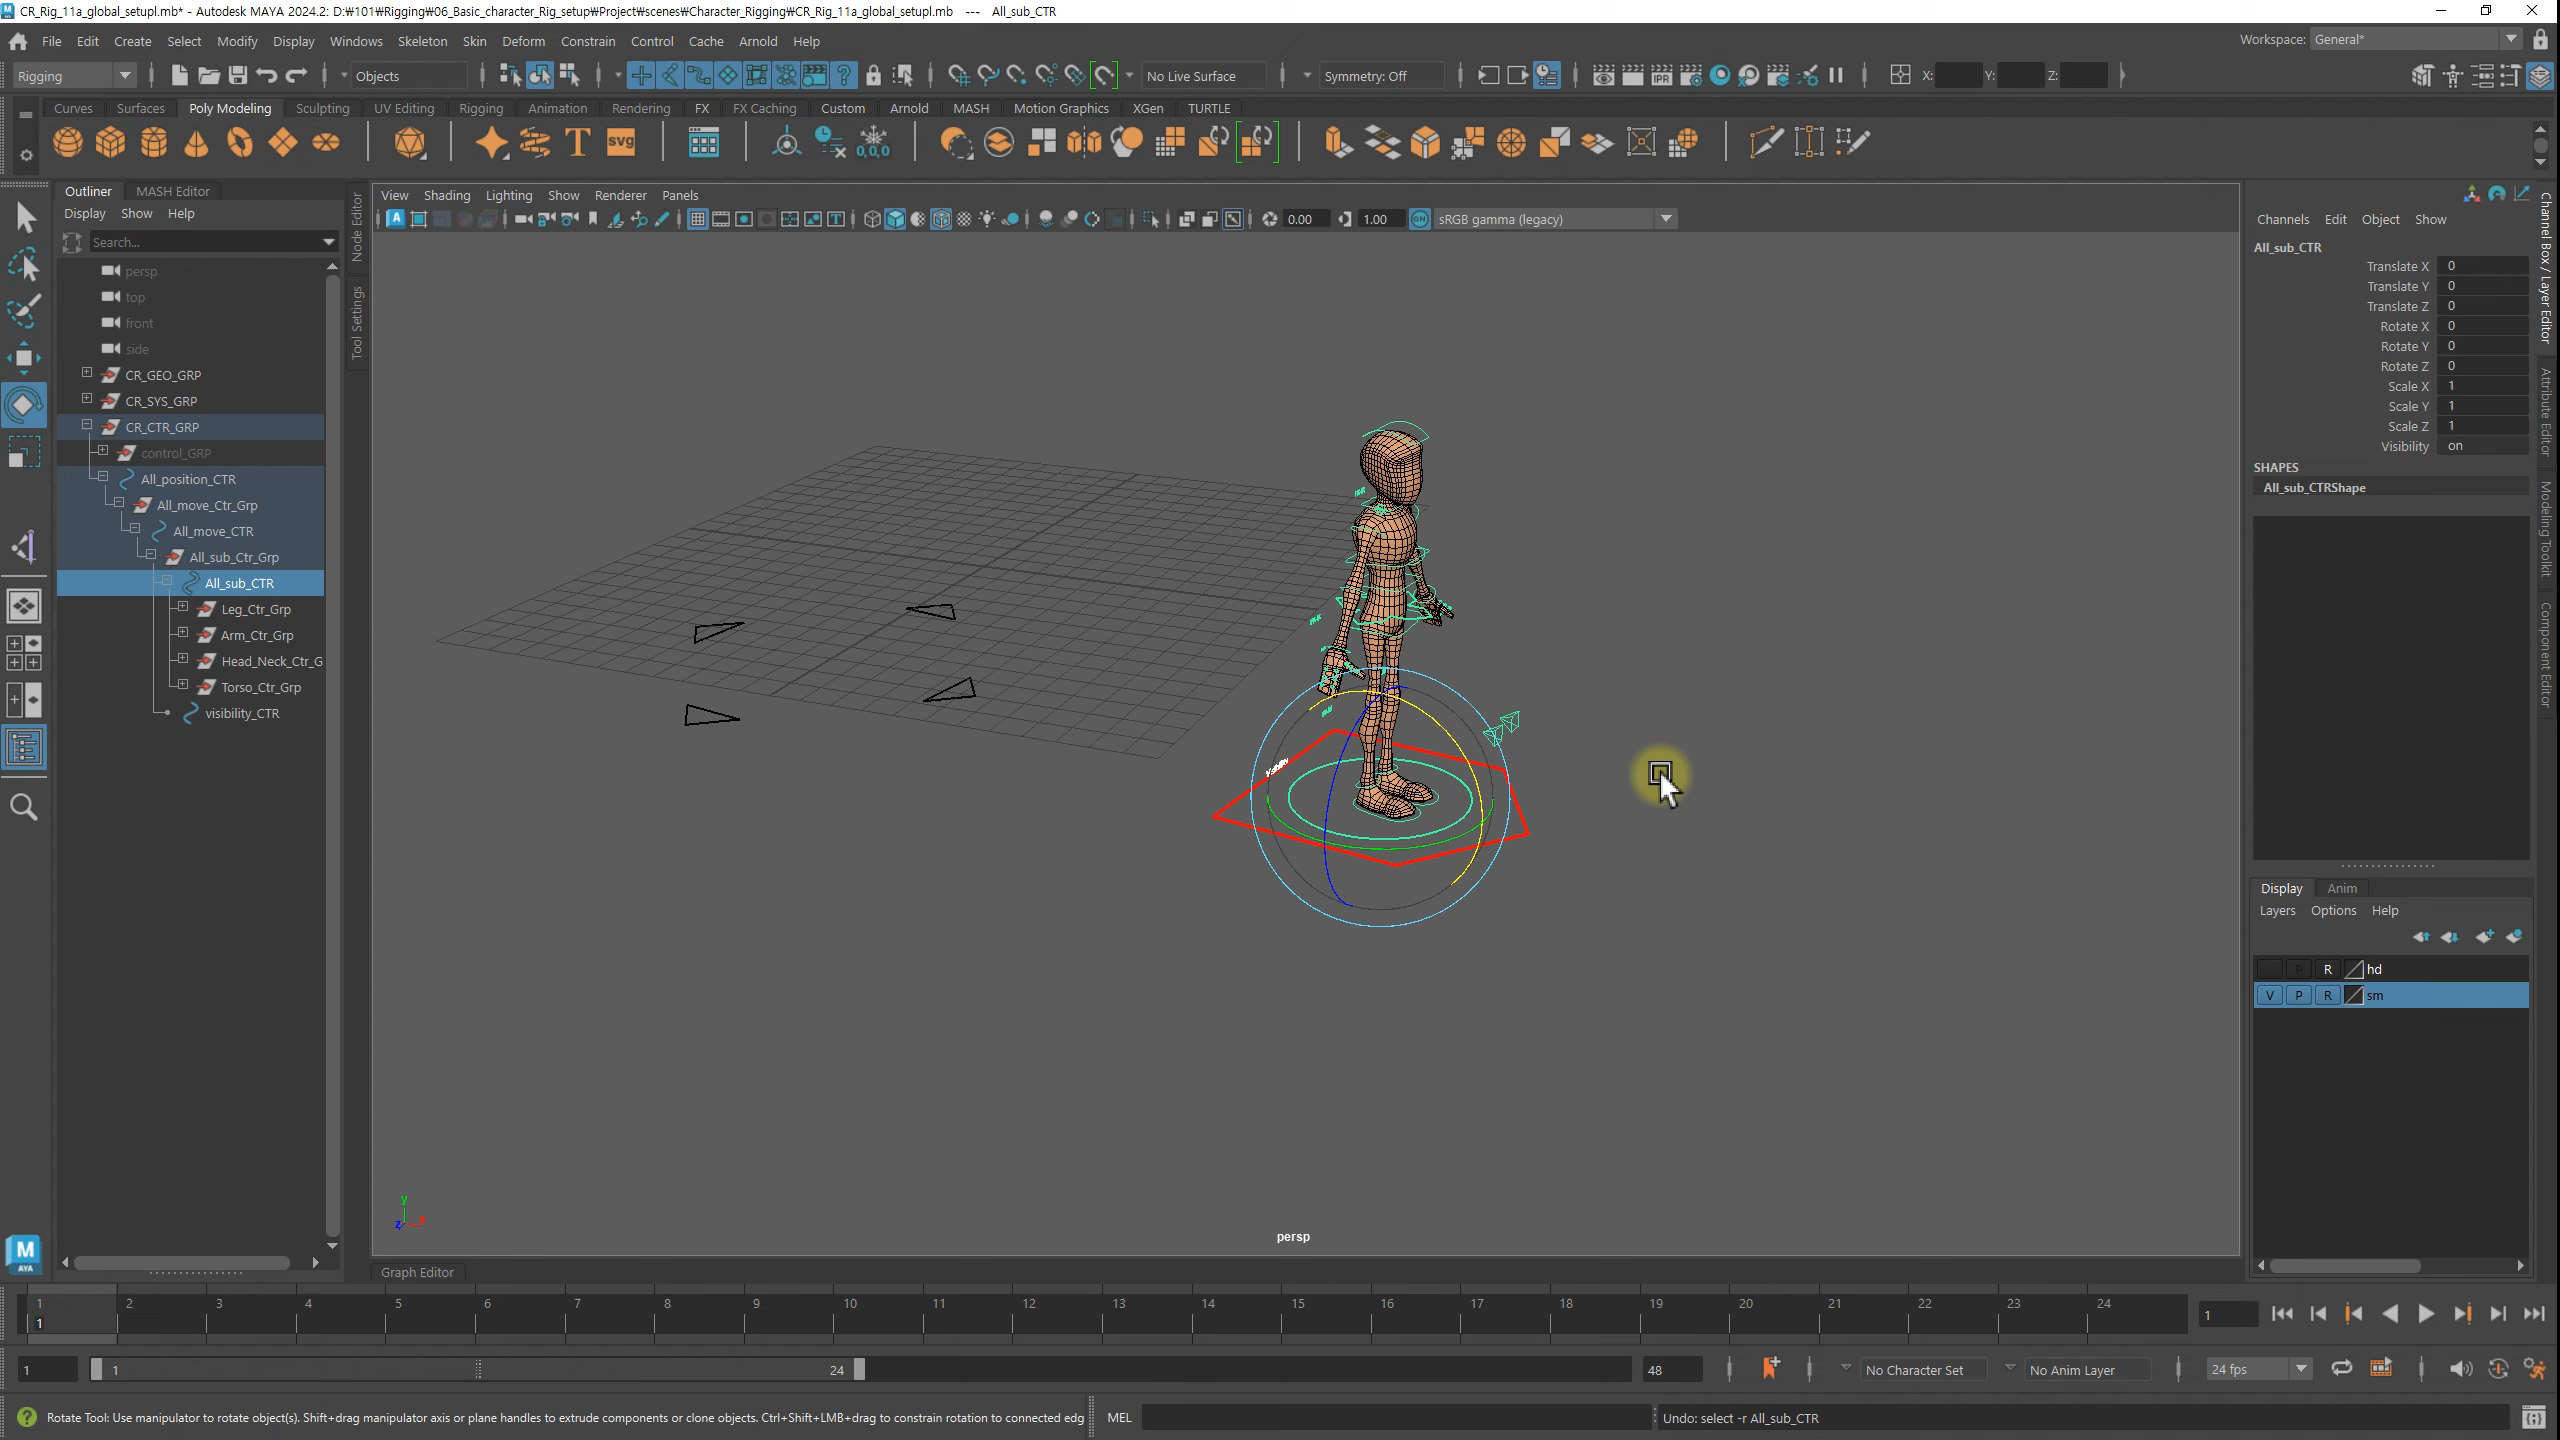 CR_Rig_11a_global_setupl.mb* - Autodesk MAYA 2024.2: D:₩101₩Rigging₩06_Basic_character_Rig_setup₩Project₩scenes₩Character_Rigging₩CR_Rig_11a_global_setupl.mb --- All_sub_CTR
File Edit Create Select Modify Display Windows Skeleton Skin Deform Constrain Control Cache Arnold Help
Workspace: General*
Rigging
Objects
No Live Surface
Symmetry: Off
IPR
X: Y: Z:
Curves Surfaces Poly Modeling Sculpting UV Editing Rigging Animation Rendering FX FX Caching Custom Arnold MASH Motion Graphics XGen TURTLE
T SVG 0,0,0
Outliner MASH Editor
Display Show Help
Search...
persp
top
front
side
CR_GEO_GRP
CR_SYS_GRP
CR_CTR_GRP
control_GRP
All_position_CTR
All_move_Ctr_Grp
All_move_CTR
All_sub_Ctr_Grp
All_sub_CTR
Leg_Ctr_Grp
Arm_Ctr_Grp
Head_Neck_Ctr_G
Torso_Ctr_Grp
visibility_CTR
Node Editor
Tool Settings
View Shading Lighting Show Renderer Panels
0.00
1.00
ON
sRGB gamma (legacy)
Visibility
y
z x
persp
Channels Edit Object Show
All_sub_CTR
Translate X 0
Translate Y 0
Translate Z 0
Rotate X 0
Rotate Y 0
Rotate Z 0
Scale X 1
Scale Y 1
Scale Z 1
Visibility on
SHAPES
All_sub_CTRShape
Channel Box / Layer Editor
Attribute Editor
Modeling Toolkit
Component Editor
Display Anim
Layers Options Help
P R hd
V P R sm
M
AYA
Graph Editor
1 2 3 4 5 6 7 8 9 10 11 12 13 14 15 16 17 18 19 20 21 22 23 24
1
1
1
1
24
48
No Character Set
No Anim Layer
24 fps
Rotate Tool: Use manipulator to rotate object(s). Shift+drag manipulator axis or plane handles to extrude components or clone objects. Ctrl+Shift+LMB+drag to constrain rotation to connected edg
MEL
Undo: select -r All_sub_CTR